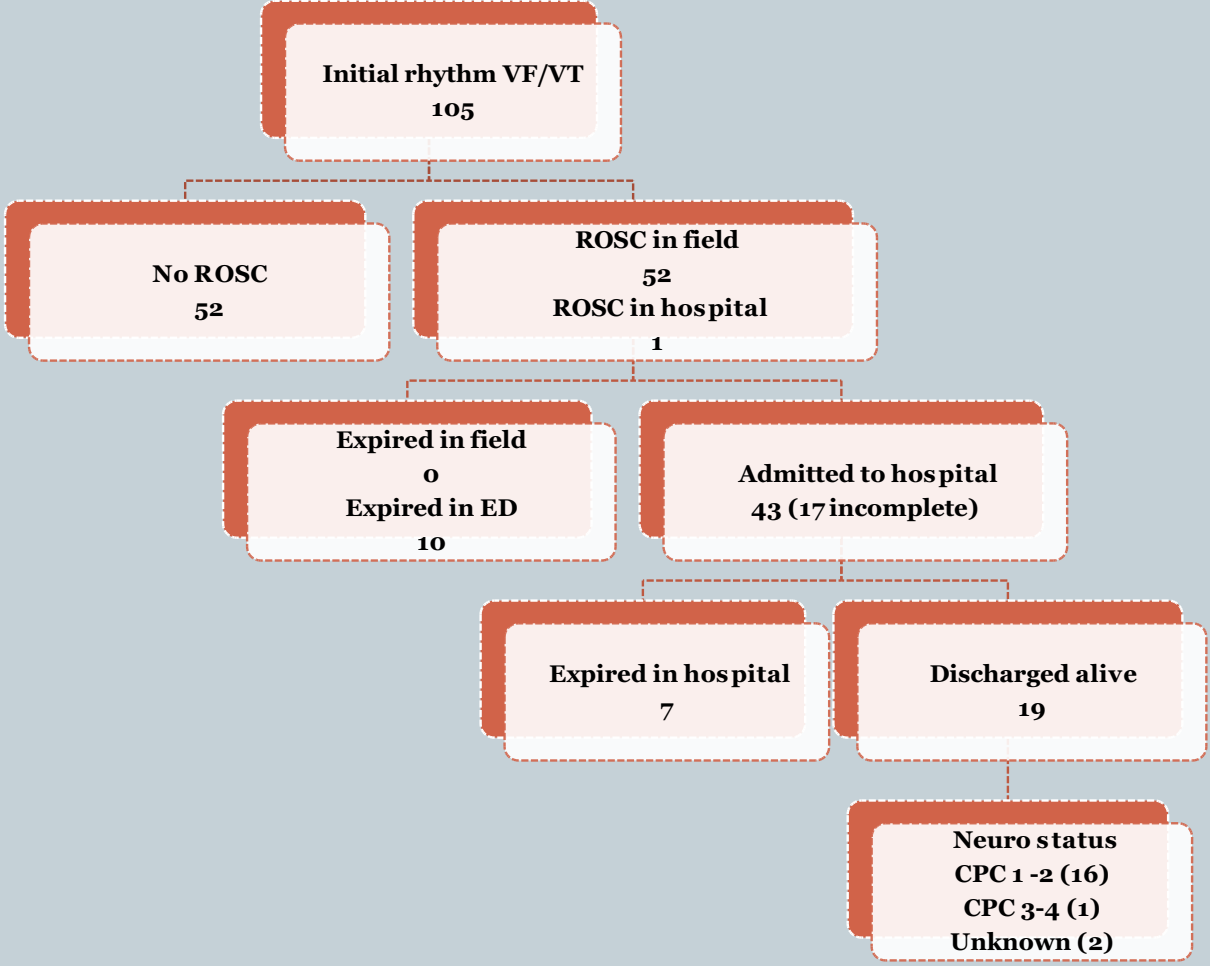 Initial rhythm VF/VT
105
No ROSC
52
ROSC in field
52
ROSC in hospital
1
Expired in field
0
Expired in ED
10
Admitted to hospital
43 (17 incomplete)
Expired in hospital
7
Discharged alive
19
Neuro status
CPC 1 -2 (16)
CPC 3-4 (1)
Unknown (2)